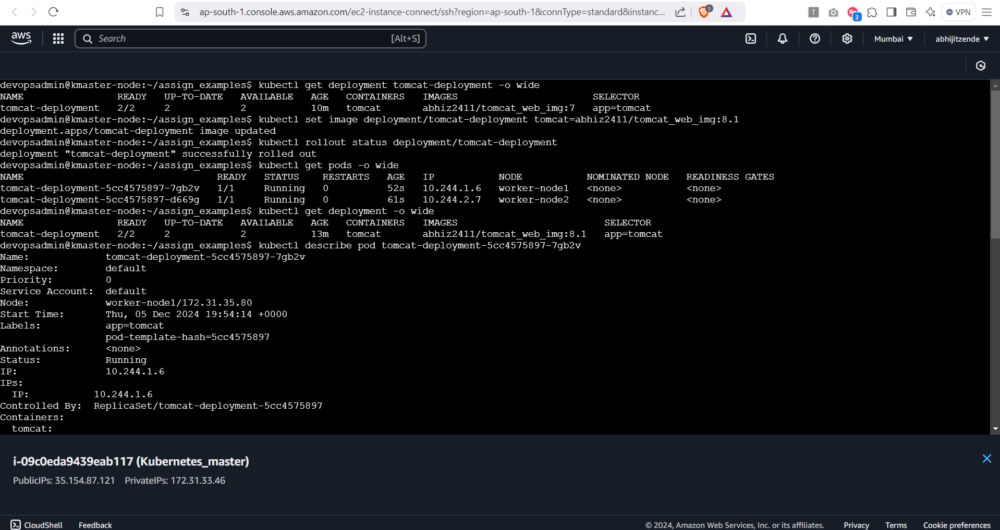 ap-south-1.console.aws.amazon.com/ec2-instance-connect/ssh?region=ap-south-1&connType=standard&instanc... 1 T 2 VPN
aws Search [Alt+S] Mumbai abhijitzende
devopsadmin@kmaster-node:~/assign_examples$ kubectl get deployment tomcat-deployment -o wide
NAME READY UP-TO-DATE AVAILABLE AGE CONTAINERS IMAGES SELECTOR
tomcat-deployment 2/2 2 2 10m tomcat abhiz2411/tomcat_web_img:7 app=tomcat
devopsadmin@kmaster-node:~/assign_examples$ kubectl set image deployment/tomcat-deployment tomcat=abhiz2411/tomcat_web_img:8.1
deployment.apps/tomcat-deployment image updated
devopsadmin@kmaster-node:~/assign_examples$ kubectl rollout status deployment/tomcat-deployment
deployment "tomcat-deployment" successfully rolled out
devopsadmin@kmaster-node:~/assign_examples$ kubectl get pods -o wide
NAME READY STATUS RESTARTS AGE IP NODE NOMINATED NODE READINESS GATES
tomcat-deployment-5cc4575897-7gb2v 1/1 Running 0 52s 10.244.1.6 worker-node1 <none> <none>
tomcat-deployment-5cc4575897-d669g 1/1 Running 0 61s 10.244.2.7 worker-node2 <none> <none>
devopsadmin@kmaster-node:~/assign_examples$ kubectl get deployment -o wide
NAME READY UP-TO-DATE AVAILABLE AGE CONTAINERS IMAGES SELECTOR
tomcat-deployment 2/2 2 2 13m tomcat abhiz2411/tomcat_web_img:8.1 app=tomcat
devopsadmin@kmaster-node:~/assign_examples$ kubectl describe pod tomcat-deployment-5cc4575897-7gb2v
Name: tomcat-deployment-5cc4575897-7gb2v
Namespace: default
Priority: 0
Service Account: default
Node: worker-node1/172.31.35.80
Start Time: Thu, 05 Dec 2024 19:54:14 +0000
Labels: app=tomcat
pod-template-hash=5cc4575897
Annotations: <none>
Status: Running
IP: 10.244.1.6
IPs:
IP: 10.244.1.6
Controlled By: ReplicaSet/tomcat-deployment-5cc4575897
Containers:
tomcat:
i-09c0eda9439eab117 (Kubernetes_master)
PublicIPs: 35.154.87.121 PrivateIPs: 172.31.33.46
CloudShell Feedback © 2024, Amazon Web Services, Inc. or its affiliates. Privacy Terms Cookie preferences